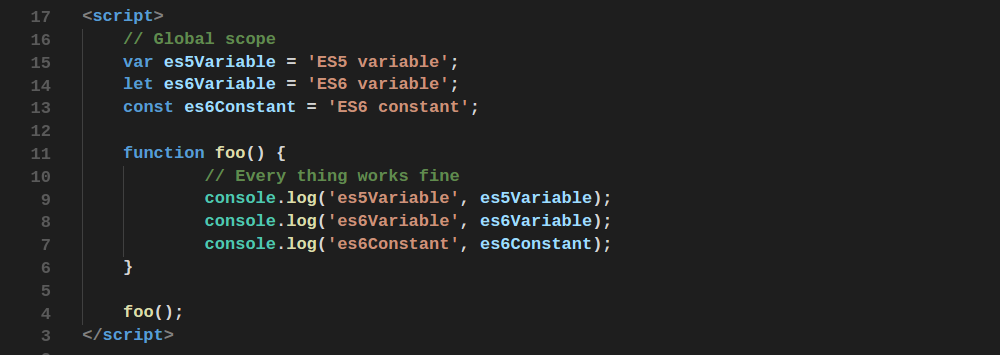 17 <script>
16 // Global scope
15 var es5Variable = 'ES5 variable';
14 let es6Variable = 'ES6 variable';
13 const es6Constant = 'ES6 constant';
12
11 function foo() {
10 // Every thing works fine
9 console.log('es5Variable', es5Variable);
8 console.log('es6Variable', es6Variable);
7 console.log('es6Constant', es6Constant);
6 }
5
4 foo();
3 </script>